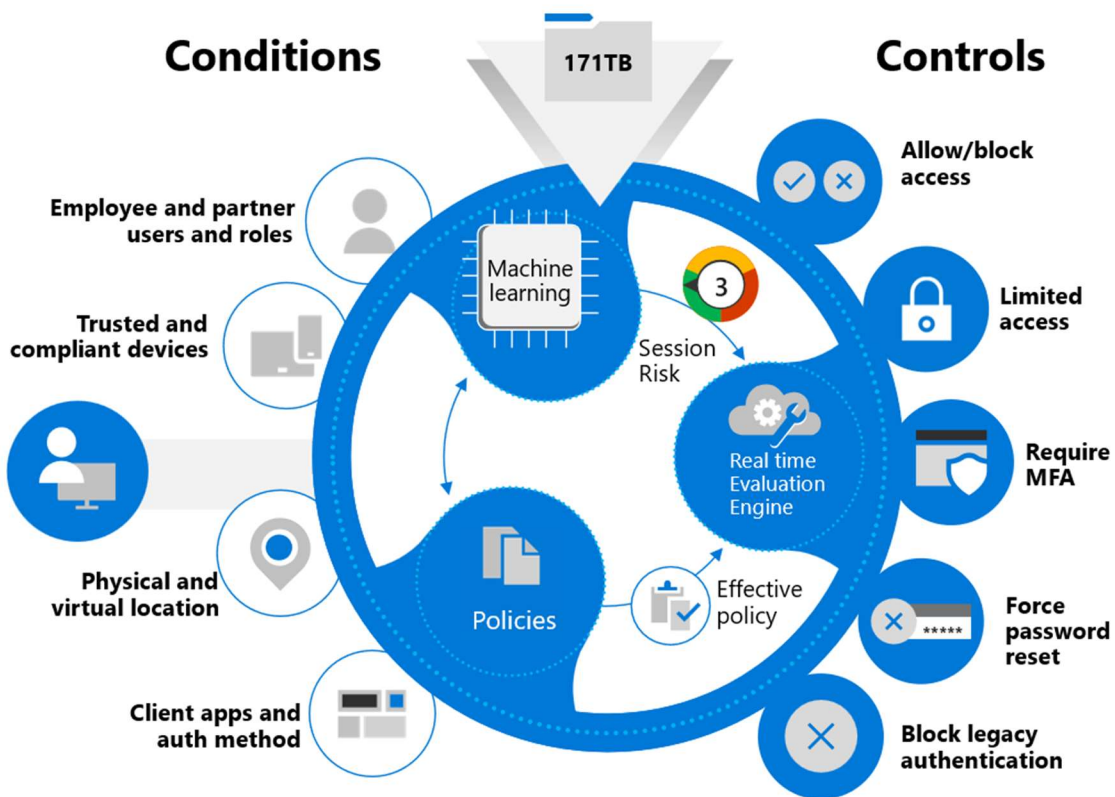 Conditions
171TB
Controls
Employee and partner
users and roles
Trusted and
compliant devices
Physical and
virtual location
Client apps and
auth method
Machine
learning
3
Session
Risk
Real time
Evaluation
Engine
Policies
Effective
policy
Allow/block
access
Limited
access
Require
MFA
Force
password
reset
*****
Block legacy
authentication